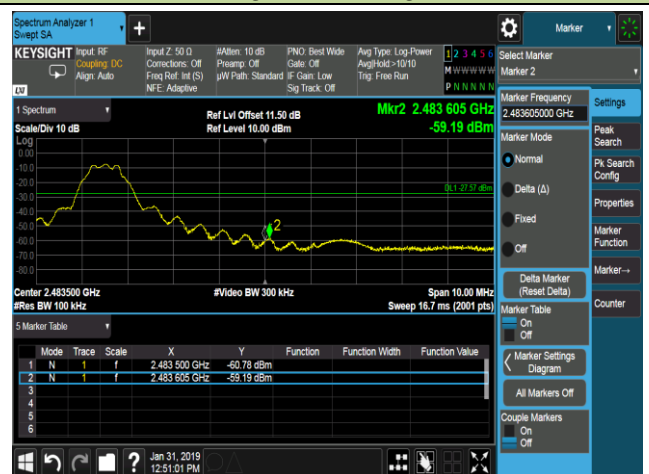 Spectrum Analyzer 1
Swept SA
Marker
KEYSIGHT
Input: RF
Coupling: DC
Align: Auto
Input Z: 50 Ω
Corrections: Off
Freq Ref: Int (S)
NFE: Adaptive
#Atten: 10 dB
Preamp: Off
µW Path: Standard
PNO: Best Wide
Gate: Off
IF Gain: Low
Sig Track: Off
Avg Type: Log-Power
Avg|Hold:>10/10
Trig: Free Run
1 2 3 4 5 6
M W W W W W
P N N N N N
LXI
Select Marker
Marker 2
1 Spectrum
Scale/Div 10 dB
Ref Lvl Offset 11.50 dB
Ref Level 10.00 dBm
Mkr2 2.483 605 GHz
-59.19 dBm
Log
0.00
-10.0
-20.0
-30.0
-40.0
-50.0
-60.0
-70.0
-80.0
DL1 -27.57 dBm
2
Center 2.483500 GHz
#Res BW 100 kHz
#Video BW 300 kHz
Span 10.00 MHz
Sweep 16.7 ms (2001 pts)
5 Marker Table
Mode Trace Scale X Y Function Function Width Function Value
1 N 1 f 2.483 500 GHz -60.78 dBm
2 N 1 f 2.483 605 GHz -59.19 dBm
3
4
5
6
Marker Frequency
2.483605000 GHz
Marker Mode
Normal
Delta (Δ)
Fixed
Off
Delta Marker
(Reset Delta)
Marker Table
On
Off
Marker Settings
Diagram
All Markers Off
Couple Markers
On
Off
Settings
Peak
Search
Pk Search
Config
Properties
Marker
Function
Marker→
Counter
?
Jan 31, 2019
12:51:01 PM